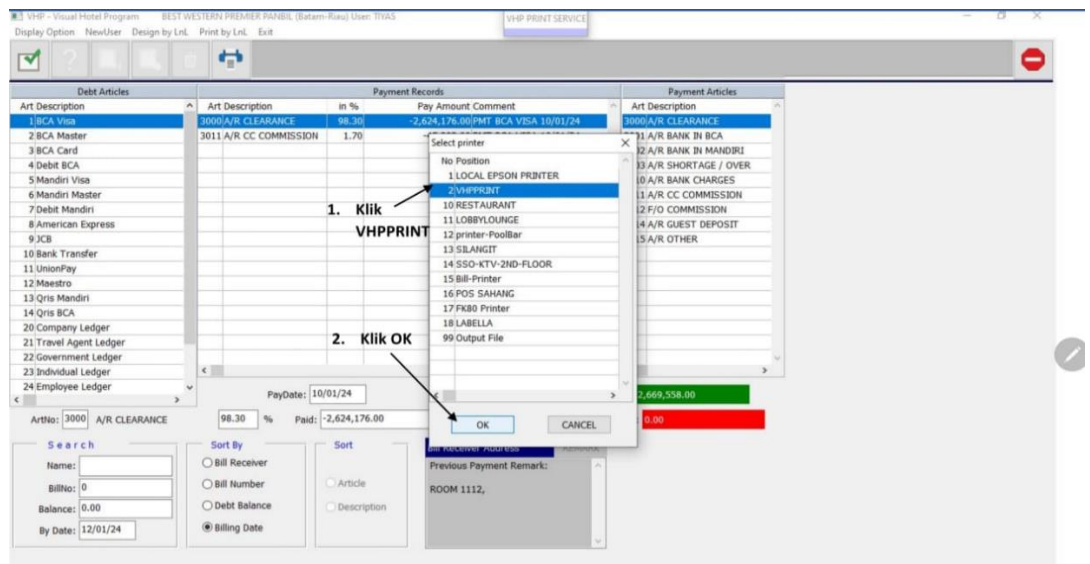 VHP - Visual Hotel Program BEST WESTERN PREMIER PANBIL (Batam-Riau) User: TIYAS
VHP PRINT SERVICE
Display Option NewUser Design by LnL Print by LnL Exit
Debt Articles Payment Records Payment Articles
Art Description Art Description in % Pay Amount Comment Art Description
1 BCA Visa 3000 A/R CLEARANCE 98.30 -2,624,176.00 PMT BCA VISA 10/01/24 3000 A/R CLEARANCE
2 BCA Master 3011 A/R CC COMMISSION 1.70 A/R BANK IN BCA
3 BCA Card A/R BANK IN MANDIRI
4 Debit BCA A/R SHORTAGE / OVER
5 Mandiri Visa A/R BANK CHARGES
6 Mandiri Master A/R CC COMMISSION
7 Debit Mandiri F/O COMMISSION
8 American Express A/R GUEST DEPOSIT
9 JCB A/R OTHER
10 Bank Transfer
11 UnionPay
12 Maestro
13 Qris Mandiri
14 Qris BCA
20 Company Ledger
21 Travel Agent Ledger
22 Government Ledger
23 Individual Ledger
24 Employee Ledger
Select printer
No Position
1 LOCAL EPSON PRINTER
2 VHPPRINT
10 RESTAURANT
11 LOBBYLOUNGE
12 printer-PoolBar
13 SILANGIT
14 SSO-KTV-2ND-FLOOR
15 Bill-Printer
16 POS SAHANG
17 FK80 Printer
18 LABELLA
99 Output File
OK CANCEL
1. Klik
VHPPRINT
2. Klik OK
PayDate: 10/01/24 2,669,558.00
ArtNo: 3000 A/R CLEARANCE 98.30 % Paid: -2,624,176.00 0.00
Search
Name:
BillNo: 0
Balance: 0.00
By Date: 12/01/24
Sort By
Bill Receiver
Bill Number
Debt Balance
Billing Date
Sort
Article
Description
Bill Receiver Address
Previous Payment Remark:
ROOM 1112,